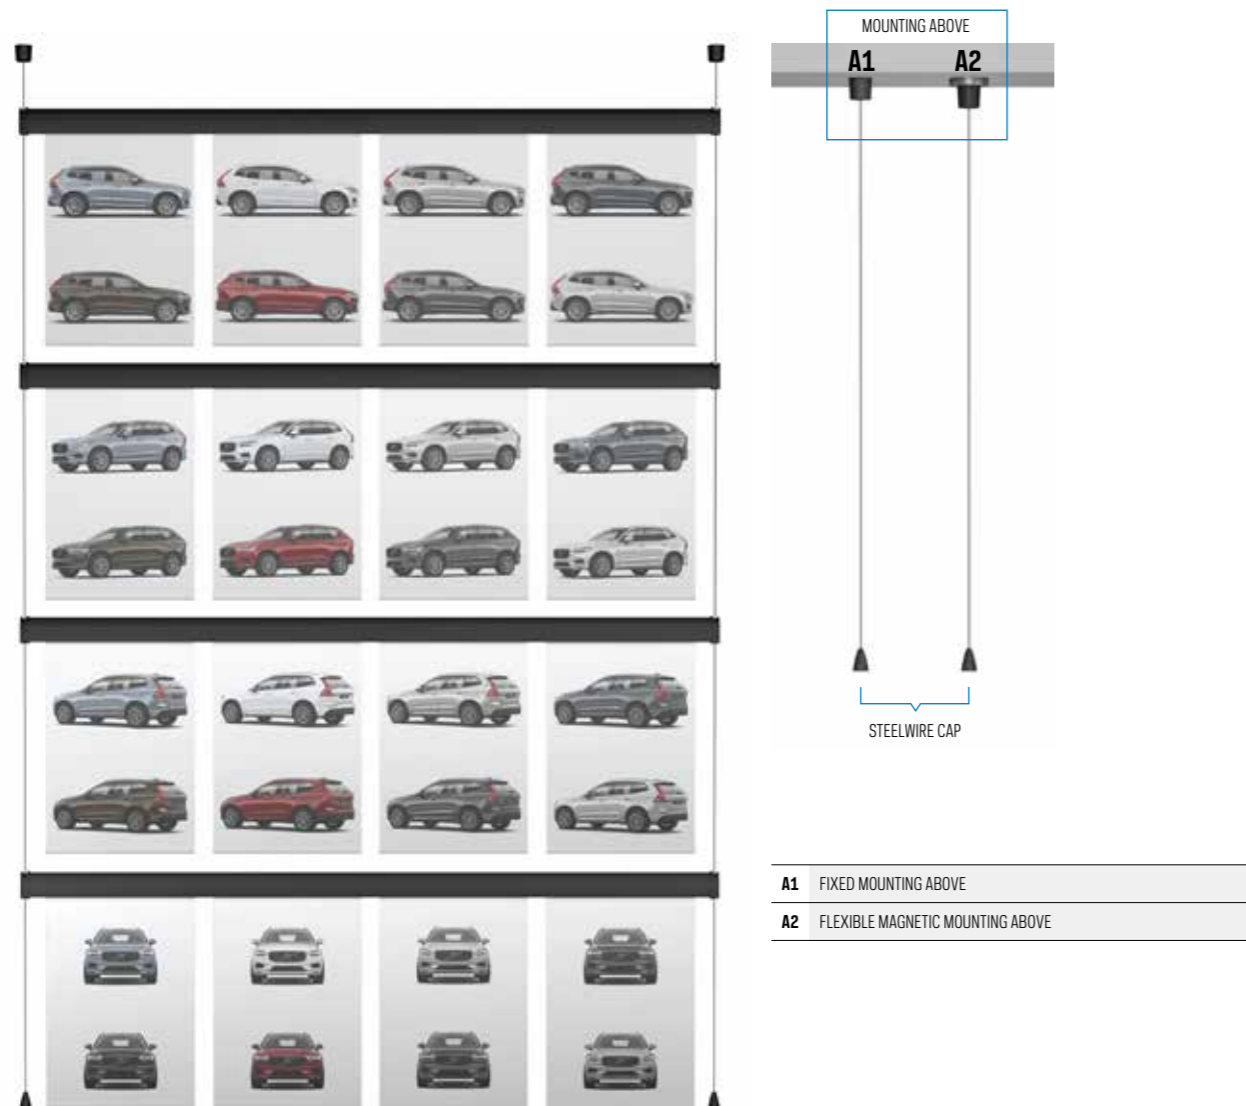 MOUNTING ABOVE
A1 A2
STEELWIRE CAP
A1 FIXED MOUNTING ABOVE
A2 FLEXIBLE MAGNETIC MOUNTING ABOVE